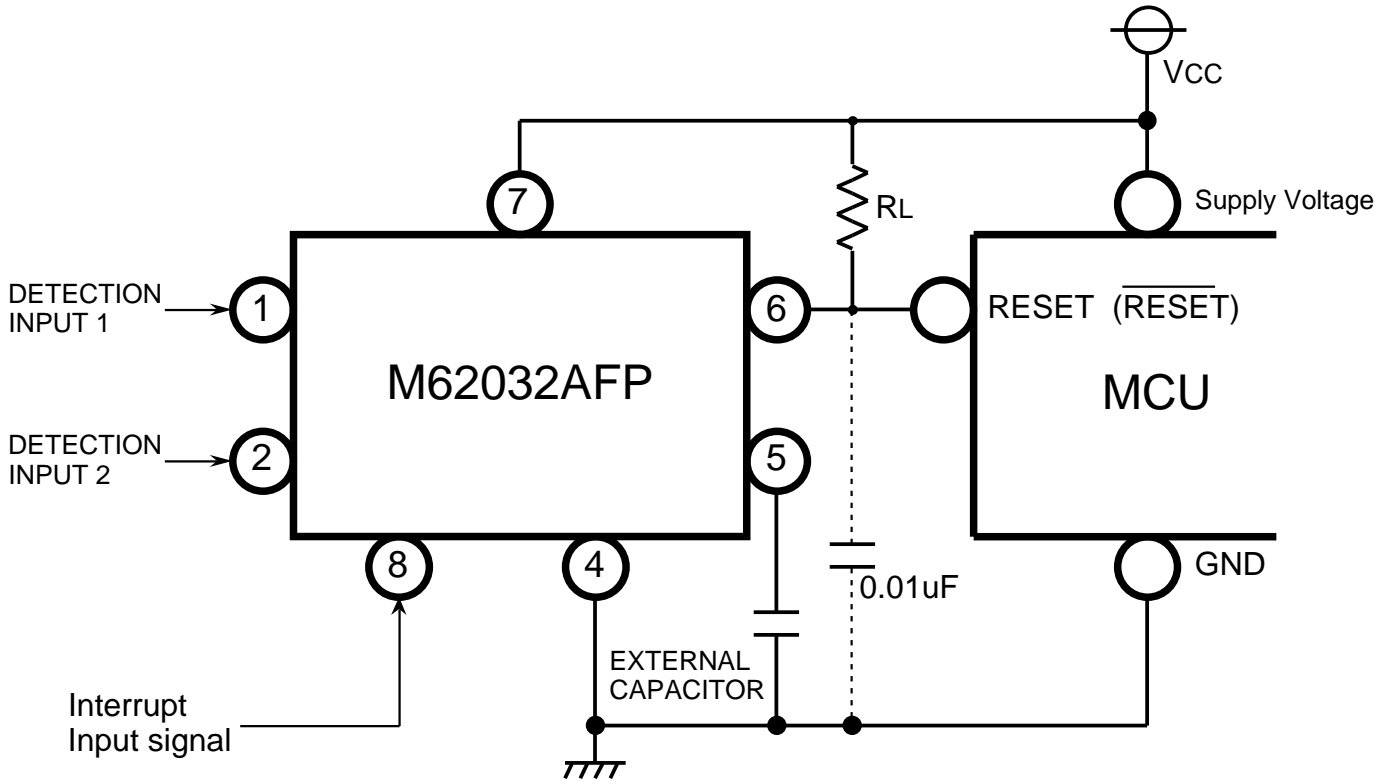 VCC
7
RL
Supply Voltage
DETECTION
INPUT 1
1
6
RESET (RESET)
M62032AFP
MCU
DETECTION
INPUT 2
2
5
8
4
0.01uF
GND
EXTERNAL
CAPACITOR
Interrupt
Input signal